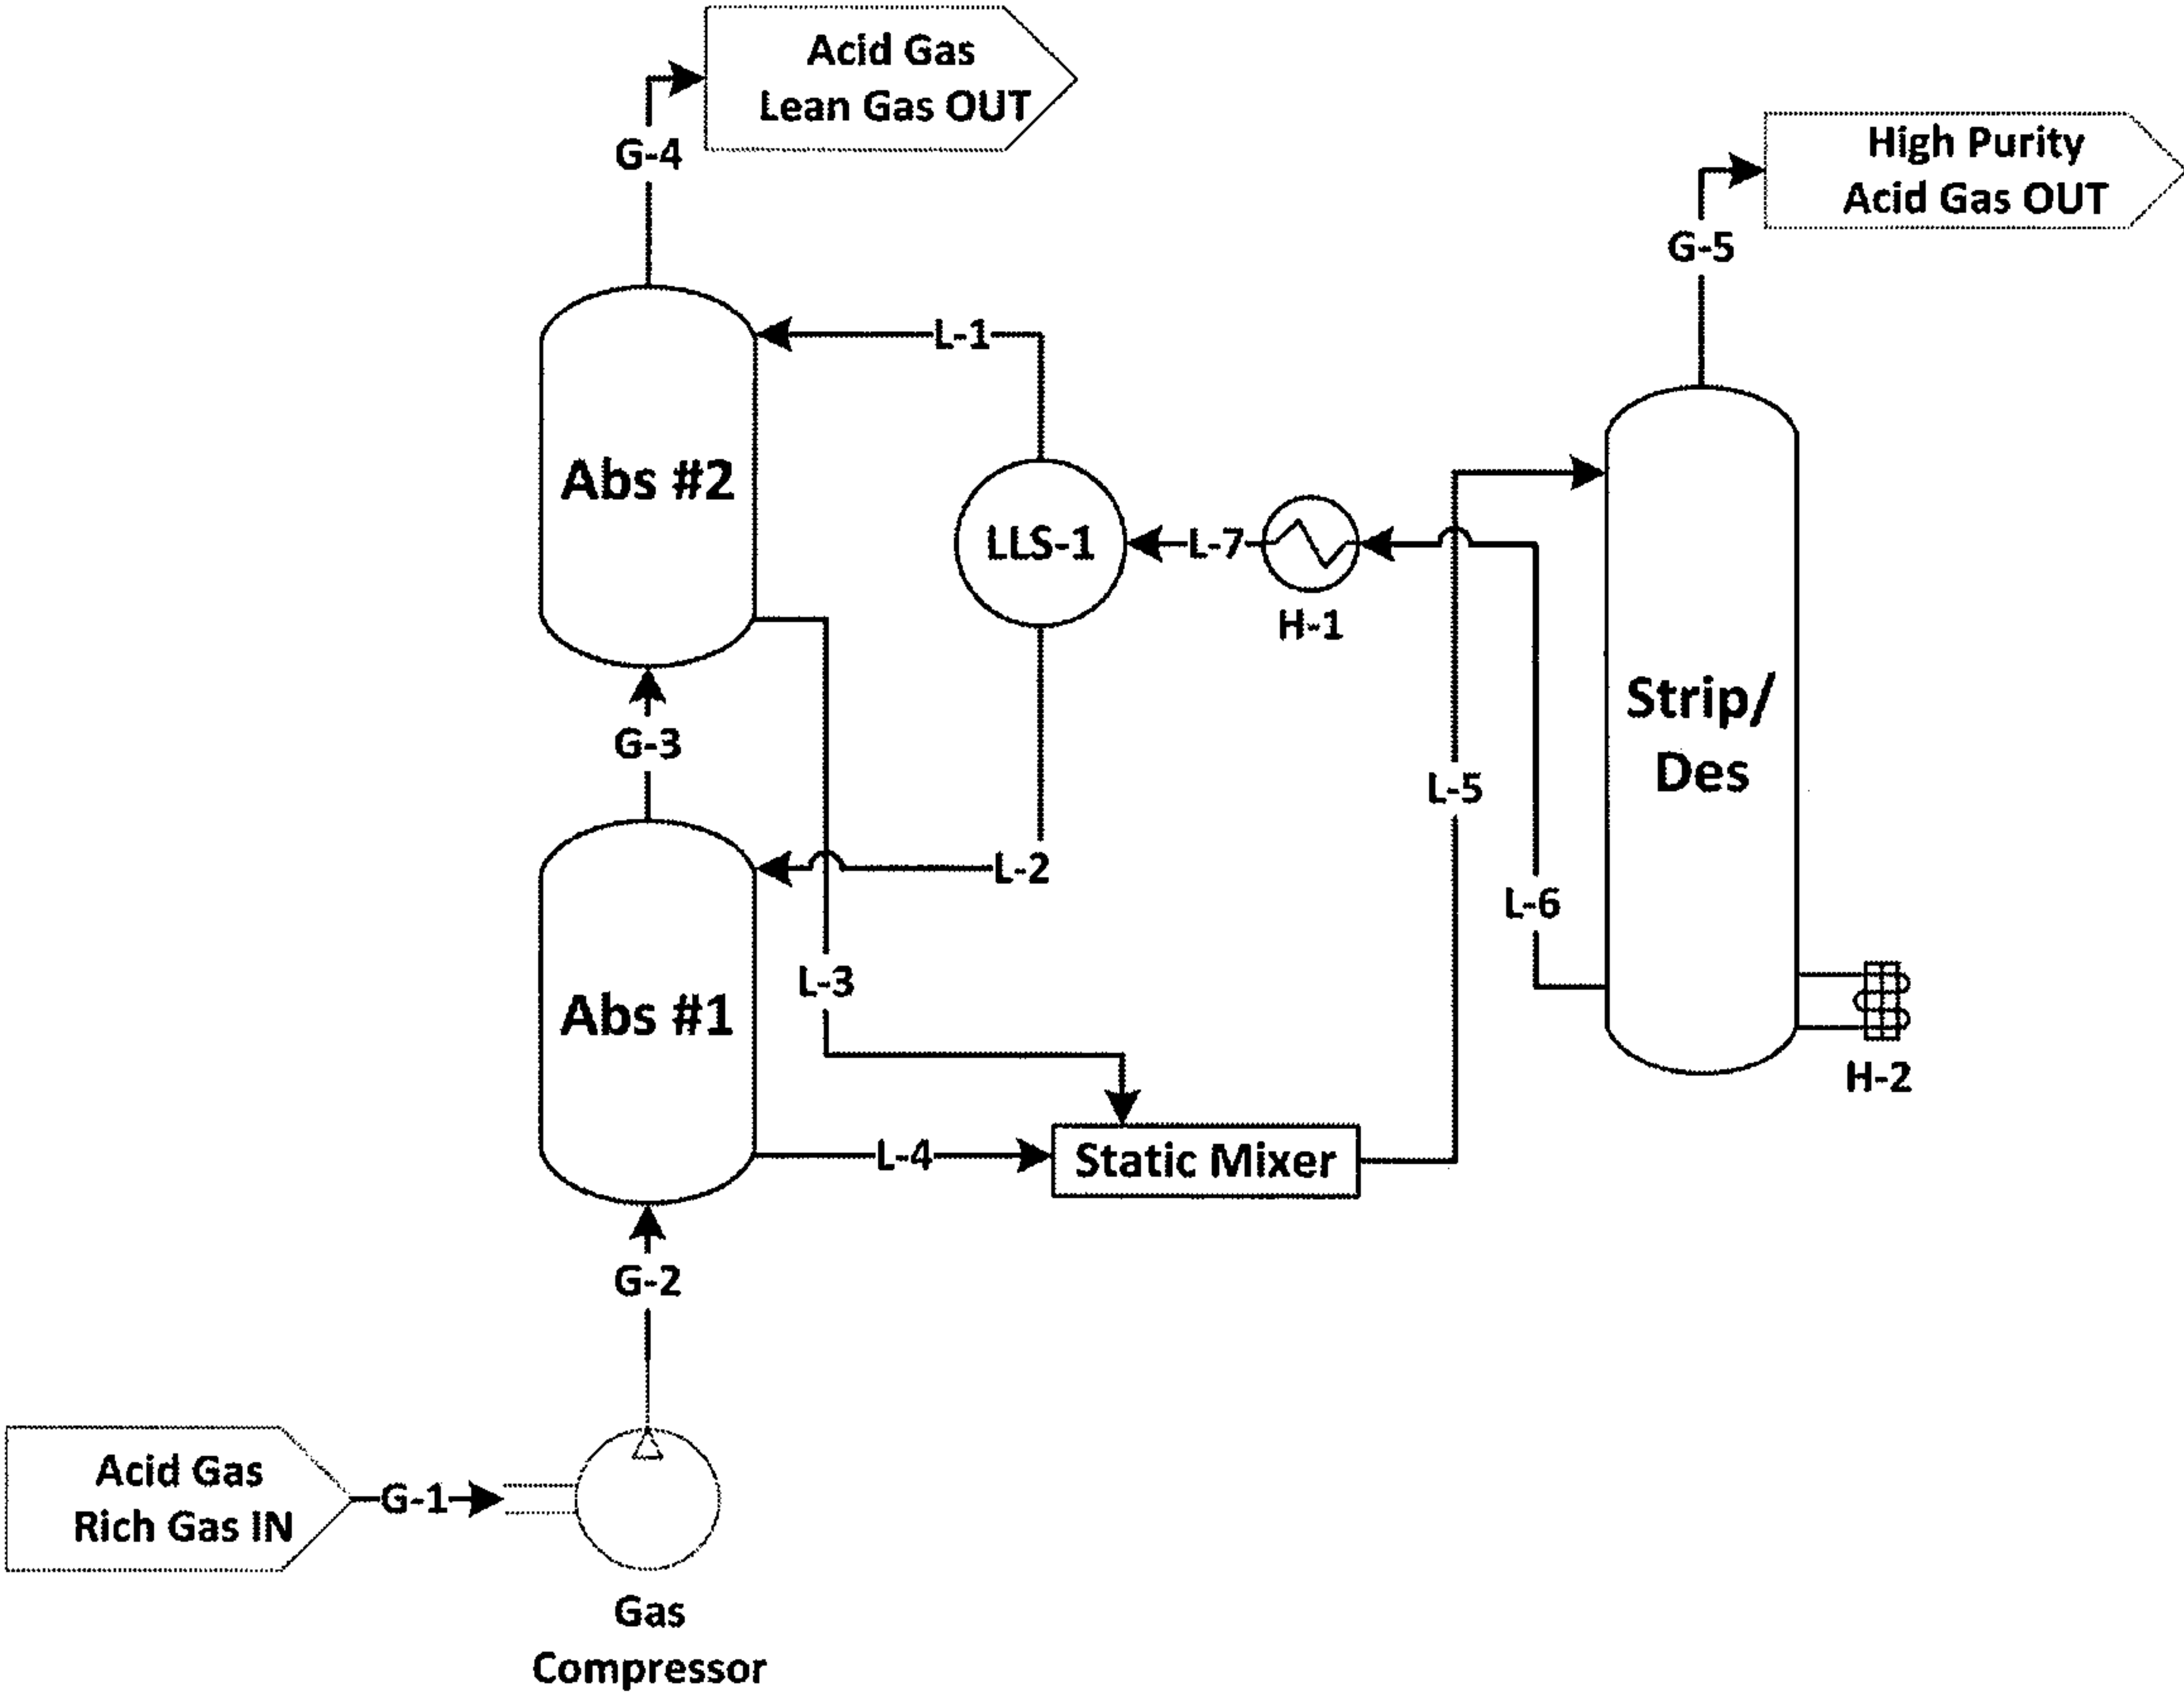 Acid Gas
Lean Gas OUT
High Purity
Acid Gas OUT
G-4
G-5
L-1
Abs #2
LLS-1
L-7
H-1
Strip/
Des
G-3
L-5
L-2
L-6
L-3
Abs #1
H-2
L-4
Static Mixer
G-2
Acid Gas
Rich Gas IN
G-1
Gas
Compressor